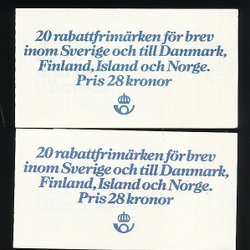 20 rabattfrimärken för brev
inom Sverige och till Danmark,
Finland, Island och Norge.
Pris 28 kronor
20 rabattfrimärken för brev
inom Sverige och till Danmark,
Finland, Island och Norge.
Pris 28 kronor